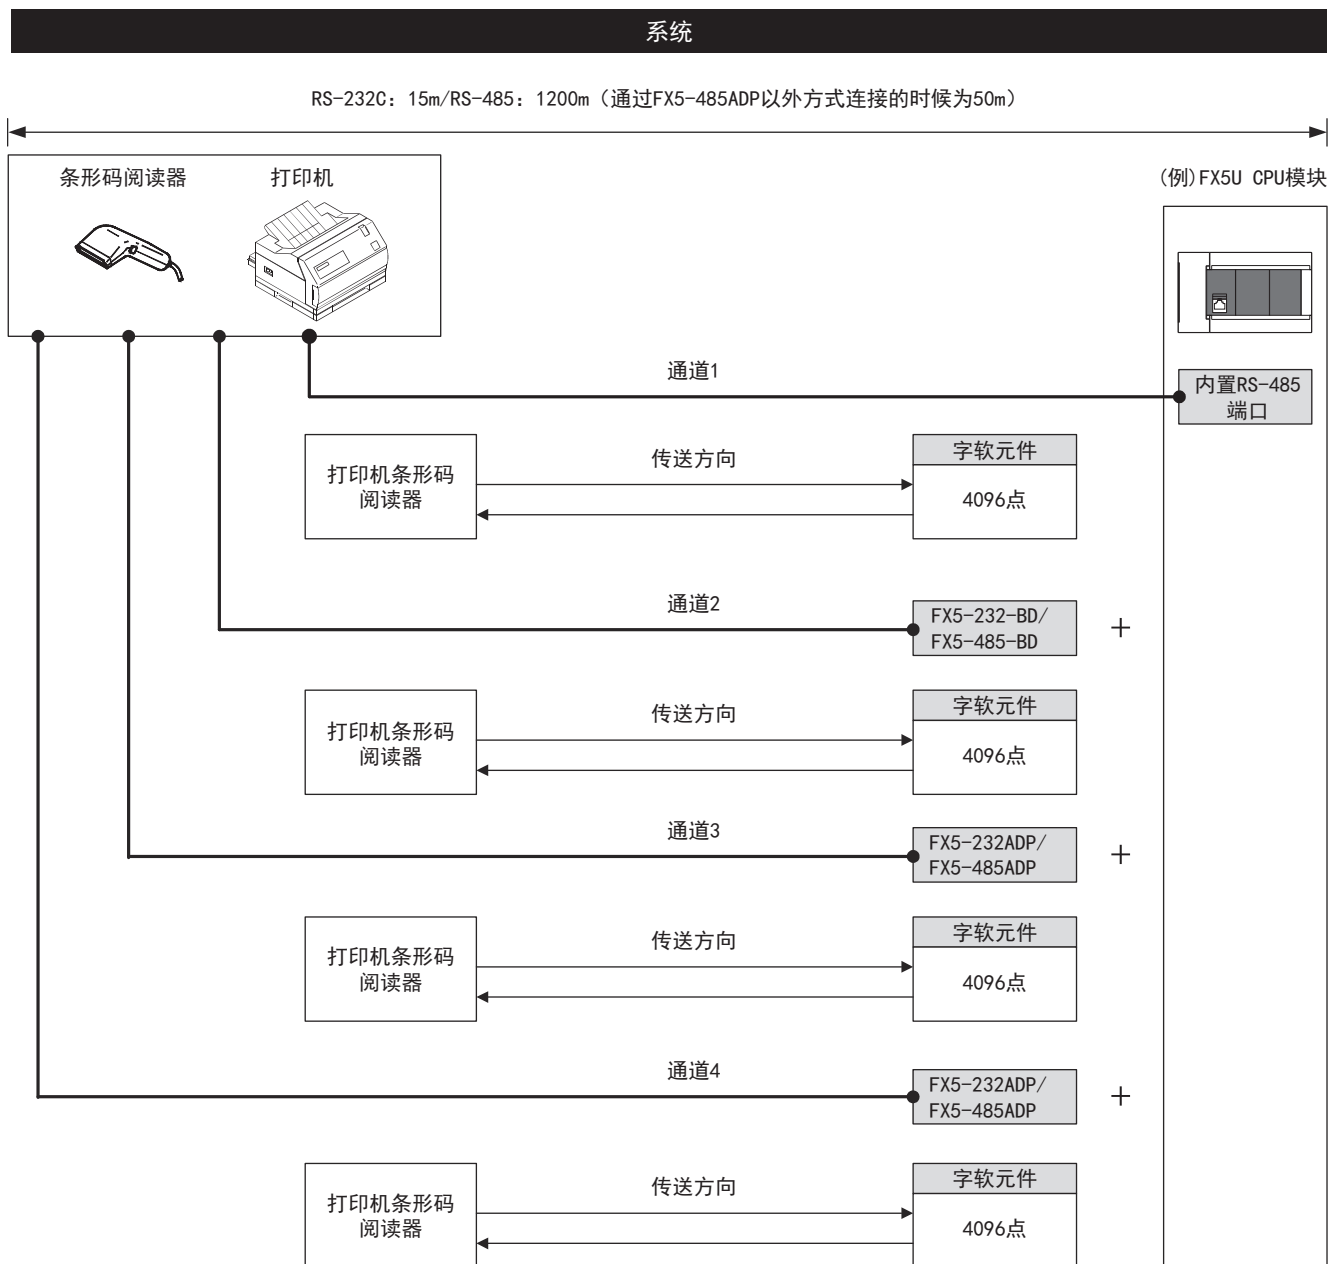 系统
RS-232C：15m/RS-485：1200m（通过FX5-485ADP以外方式连接的时候为50m）
条形码阅读器
打印机
(例)FX5U CPU模块
通道1
内置RS-485
端口
打印机条形码
阅读器
传送方向
字软元件
4096点
通道2
FX5-232-BD/
FX5-485-BD
+
打印机条形码
阅读器
传送方向
字软元件
4096点
通道3
FX5-232ADP/
FX5-485ADP
+
打印机条形码
阅读器
传送方向
字软元件
4096点
通道4
FX5-232ADP/
FX5-485ADP
+
打印机条形码
阅读器
传送方向
字软元件
4096点